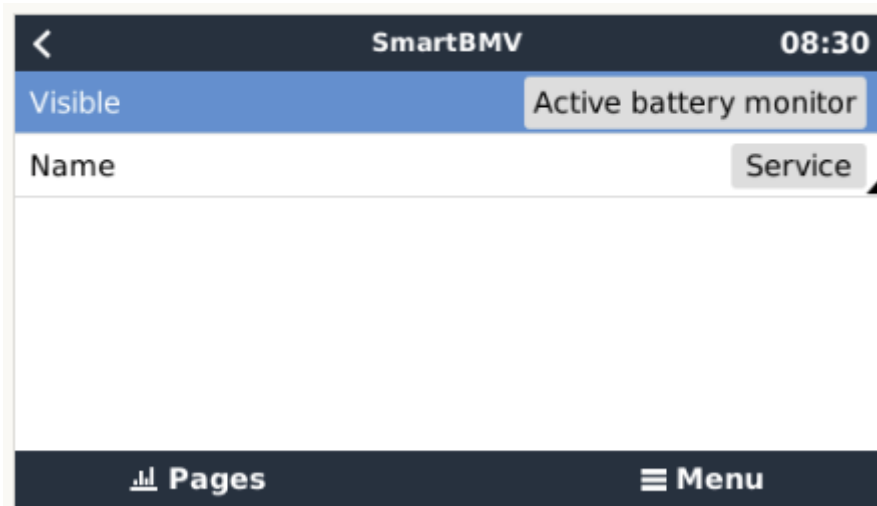 SmartBMV 08:30
Visible Active battery monitor
Name Service
Pages Menu